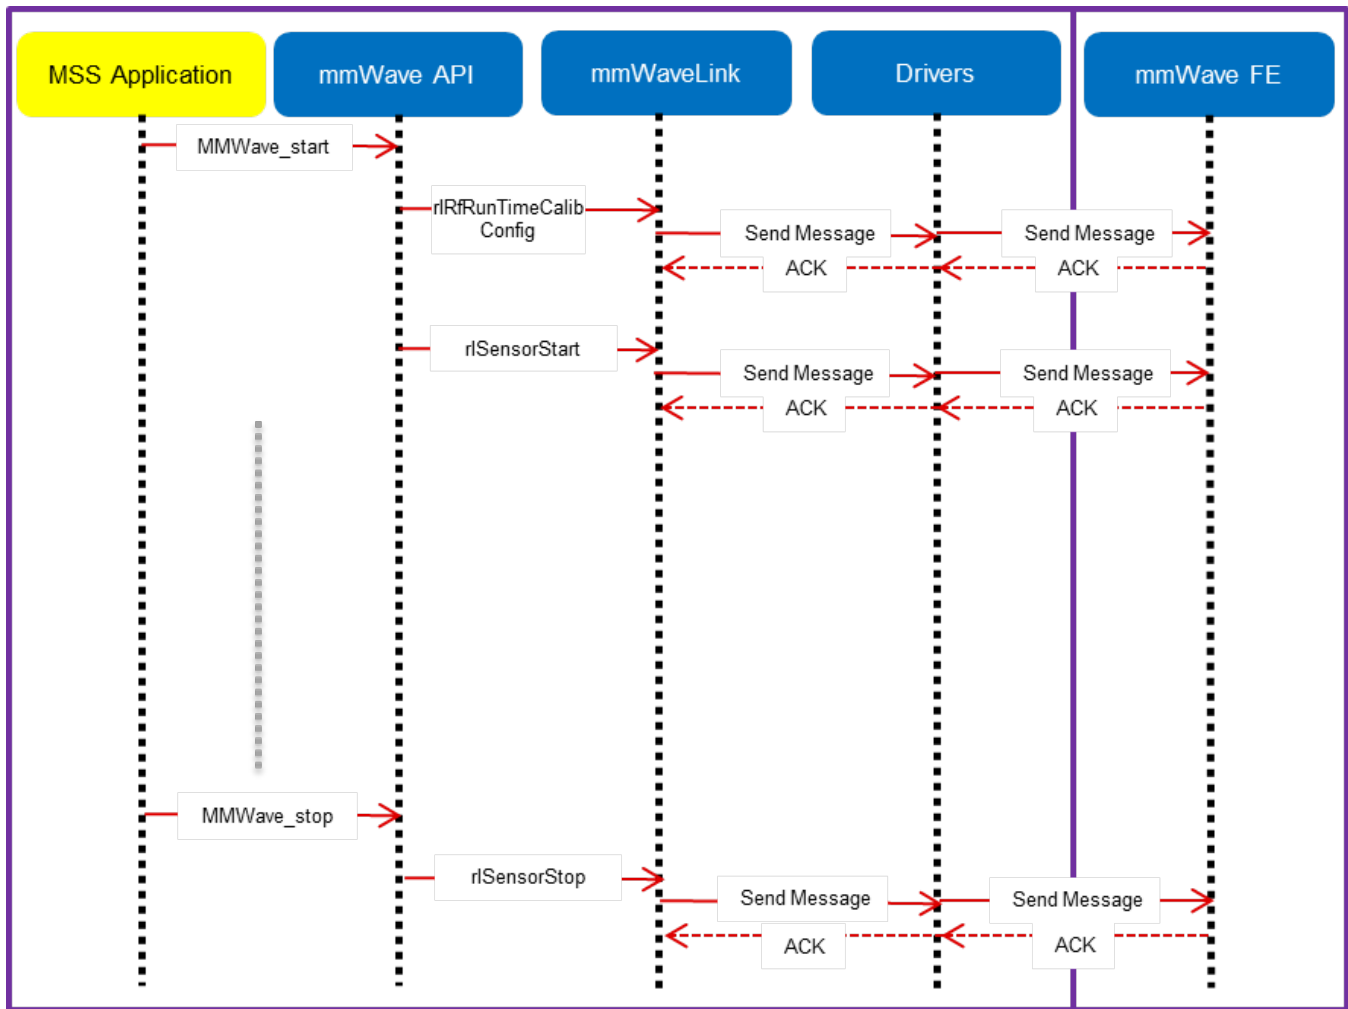 MSS Application
mmWave API
mmWaveLink
Drivers
mmWave FE
MMWave_start
rlRfRunTimeCalib
Config
Send Message
Send Message
ACK
ACK
rlSensorStart
Send Message
Send Message
ACK
ACK
MMWave_stop
rlSensorStop
Send Message
Send Message
ACK
ACK